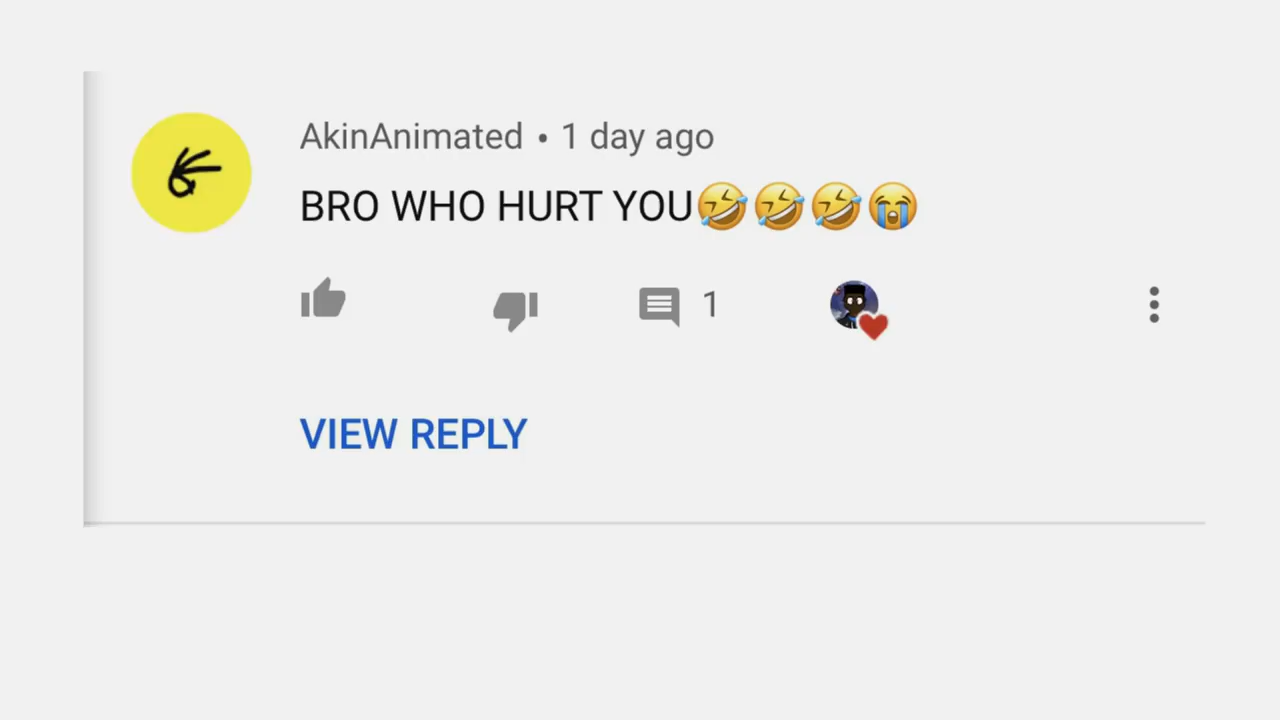 AkinAnimated • 1 day ago
BRO WHO HURT YOU🤣🤣🤣😭
1
VIEW REPLY